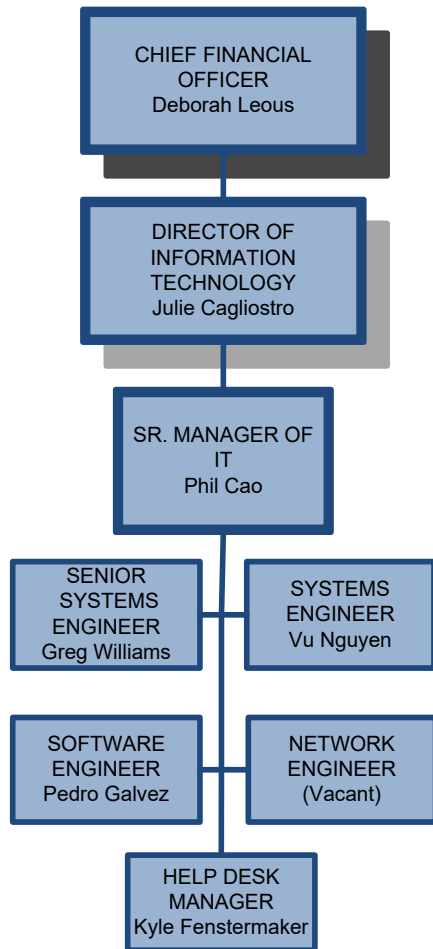 CHIEF FINANCIAL
OFFICER
Deborah Leous
DIRECTOR OF
INFORMATION
TECHNOLOGY
Julie Cagliostro
SR. MANAGER OF
IT
Phil Cao
SENIOR
SYSTEMS
ENGINEER
Greg Williams
SYSTEMS
ENGINEER
Vu Nguyen
SOFTWARE
ENGINEER
Pedro Galvez
NETWORK
ENGINEER
(Vacant)
HELP DESK
MANAGER
Kyle Fenstermaker